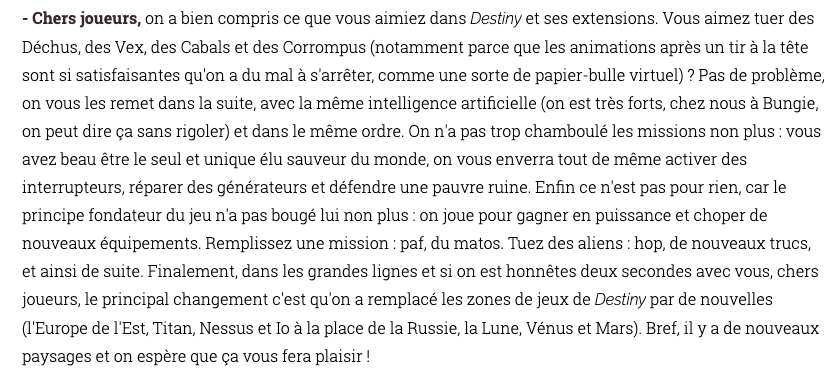 - Chers joueurs, on a bien compris ce que vous aimiez dans Destiny et ses extensions. Vous aimez tuer des
Déchus, des Vex, des Cabals et des Corrompus (notamment parce que les animations après un tir à la tête
sont si satisfaisantes qu'on a du mal à s'arrêter, comme une sorte de papier-bulle virtuel) ? Pas de problème,
on vous les remet dans la suite, avec la même intelligence artificielle (on est très forts, chez nous à Bungie,
on peut dire ça sans rigoler) et dans le même ordre. On n'a pas trop chamboulé les missions non plus : vous
avez beau être le seul et unique élu sauveur du monde, on vous enverra tout de même activer des
interrupteurs, réparer des générateurs et défendre une pauvre ruine. Enfin ce n'est pas pour rien, car le
principe fondateur du jeu n'a pas bougé lui non plus : on joue pour gagner en puissance et choper de
nouveaux équipements. Remplissez une mission : paf, du matos. Tuez des aliens : hop, de nouveaux trucs,
et ainsi de suite. Finalement, dans les grandes lignes et si on est honnêtes deux secondes avec vous, chers
joueurs, le principal changement c'est qu'on a remplacé les zones de jeux de Destiny par de nouvelles
(l'Europe de l'Est, Titan, Nessus et Io à la place de la Russie, la Lune, Vénus et Mars). Bref, il y a de nouveaux
paysages et on espère que ça vous fera plaisir !